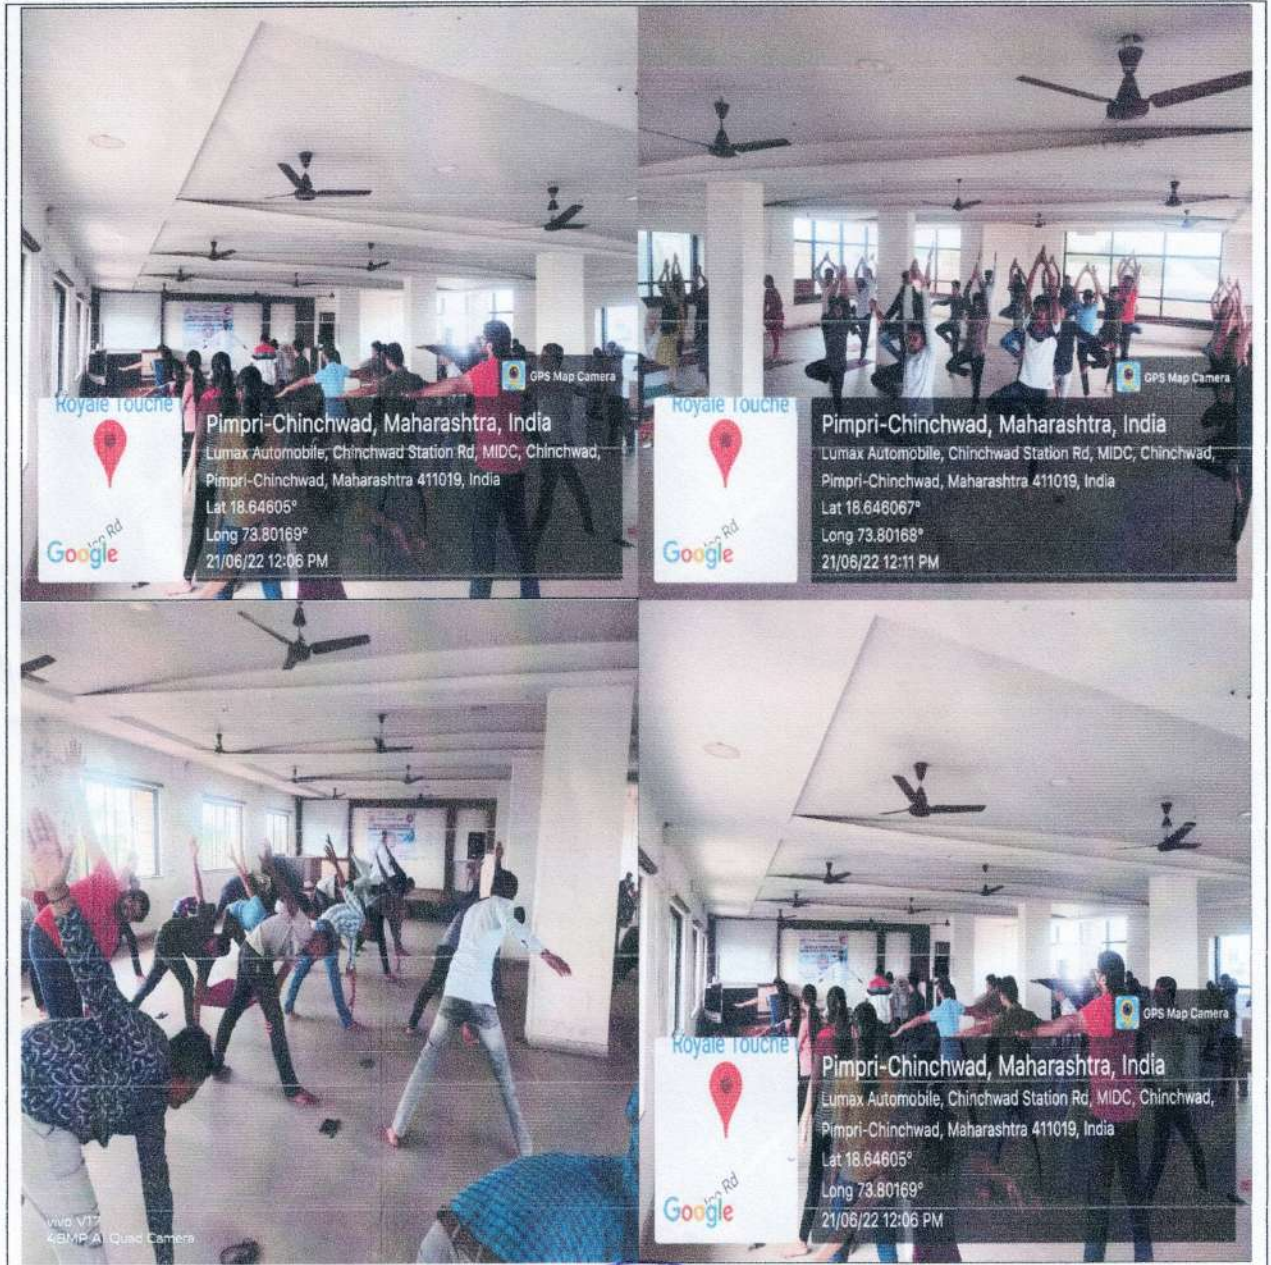 GPS Map Camera
Royale Touche
Pimpri-Chinchwad, Maharashtra, India
Lumax Automobile, Chinchwad Station Rd, MIDC, Chinchwad,
Pimpri-Chinchwad, Maharashtra 411019, India
Lat 18.64605°
Long 73.80169°
21/06/22 12:06 PM
Rd
Google
GPS Map Camera
Royale Touche
Pimpri-Chinchwad, Maharashtra, India
Lumax Automobile, Chinchwad Station Rd, MIDC, Chinchwad,
Pimpri-Chinchwad, Maharashtra 411019, India
Lat 18.646067°
Long 73.80168°
21/06/22 12:11 PM
Rd
Google
vivo V17
48MP AI Quad Camera
GPS Map Camera
Royale Touche
Pimpri-Chinchwad, Maharashtra, India
Lumax Automobile, Chinchwad Station Rd, MIDC, Chinchwad,
Pimpri-Chinchwad, Maharashtra 411019, India
Lat 18.64605°
Long 73.80169°
21/06/22 12:06 PM
Rd
Google